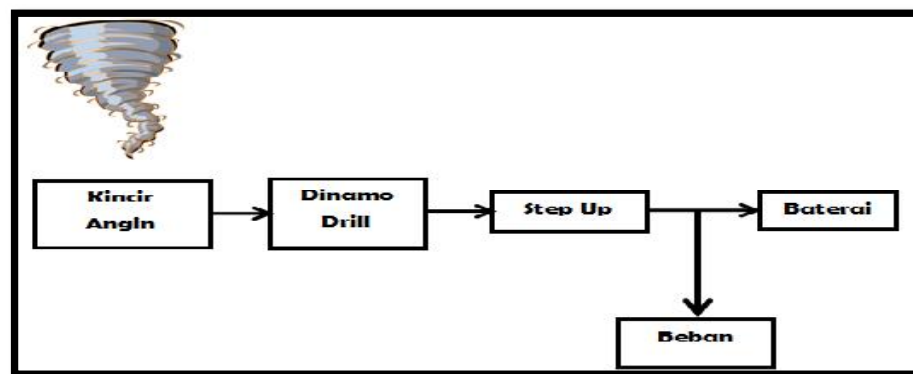 Kincir
Angin
Dinamo
Drill
Step Up
Baterai
Beban